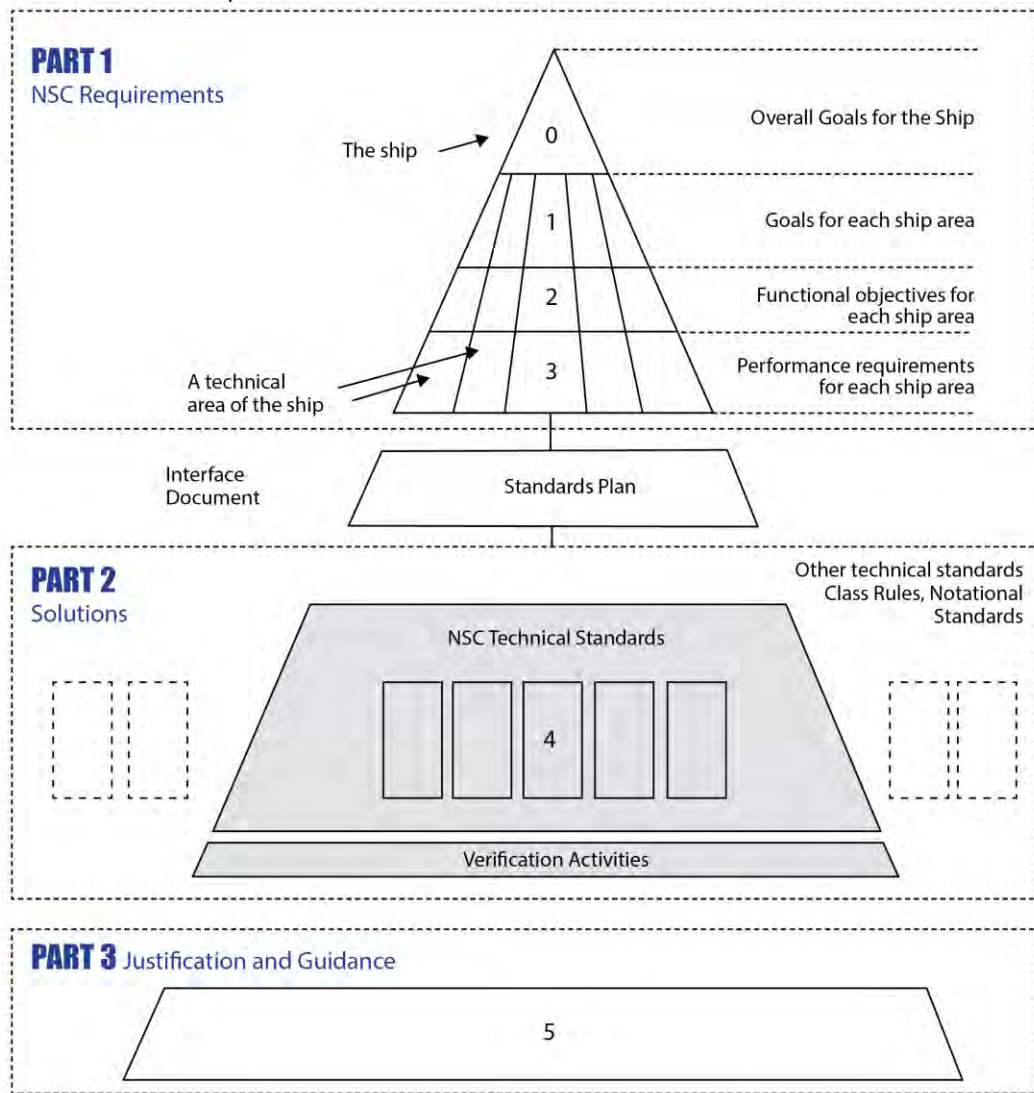 PART 1
NSC Requirements
The ship
0
Overall Goals for the Ship
1
Goals for each ship area
2
Functional objectives for
each ship area
3
Performance requirements
for each ship area
A technical
area of the ship
Interface
Document
Standards Plan
PART 2
Solutions
Other technical standards
Class Rules, Notational
Standards
NSC Technical Standards
4
Verification Activities
PART 3 Justification and Guidance
5